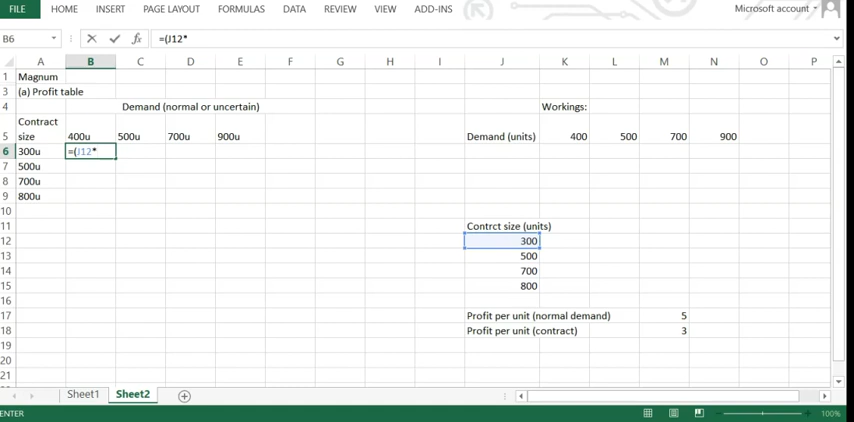 FILE HOME INSERT PAGE LAYOUT FORMULAS DATA REVIEW VIEW ADD-INS Microsoft account
B6 fx =(J12*
A B C D E F G H I J K L M N O P
1 Magnum
3 (a) Profit table
4 Demand (normal or uncertain) Workings:
Contract
5 size 400u 500u 700u 900u Demand (units) 400 500 700 900
6 300u =(J12*
7 500u
8 700u
9 800u
10
11 Contrct size (units)
12 300
13 500
14 700
15 800
16
17 Profit per unit (normal demand) 5
18 Profit per unit (contract) 3
19
20
21
Sheet1 Sheet2
ENTER 100%